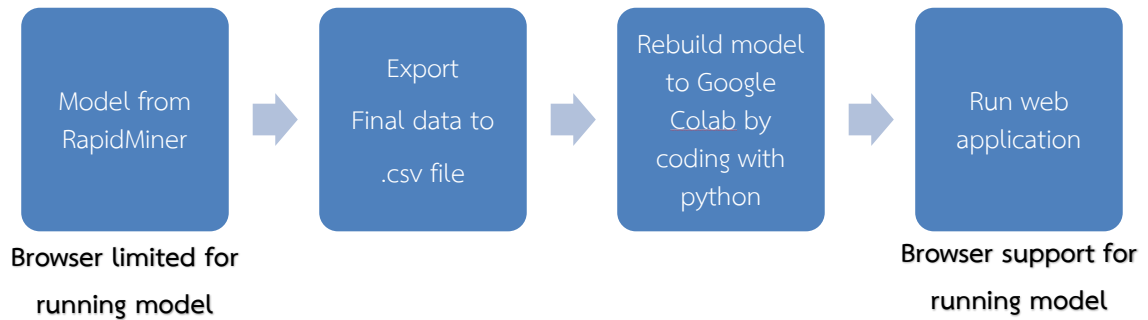 Model from
RapidMiner
Export
Final data to
.csv file
Rebuild model
to Google
Colab by
coding with
python
Run web
application
Browser limited for
running model
Browser support for
running model